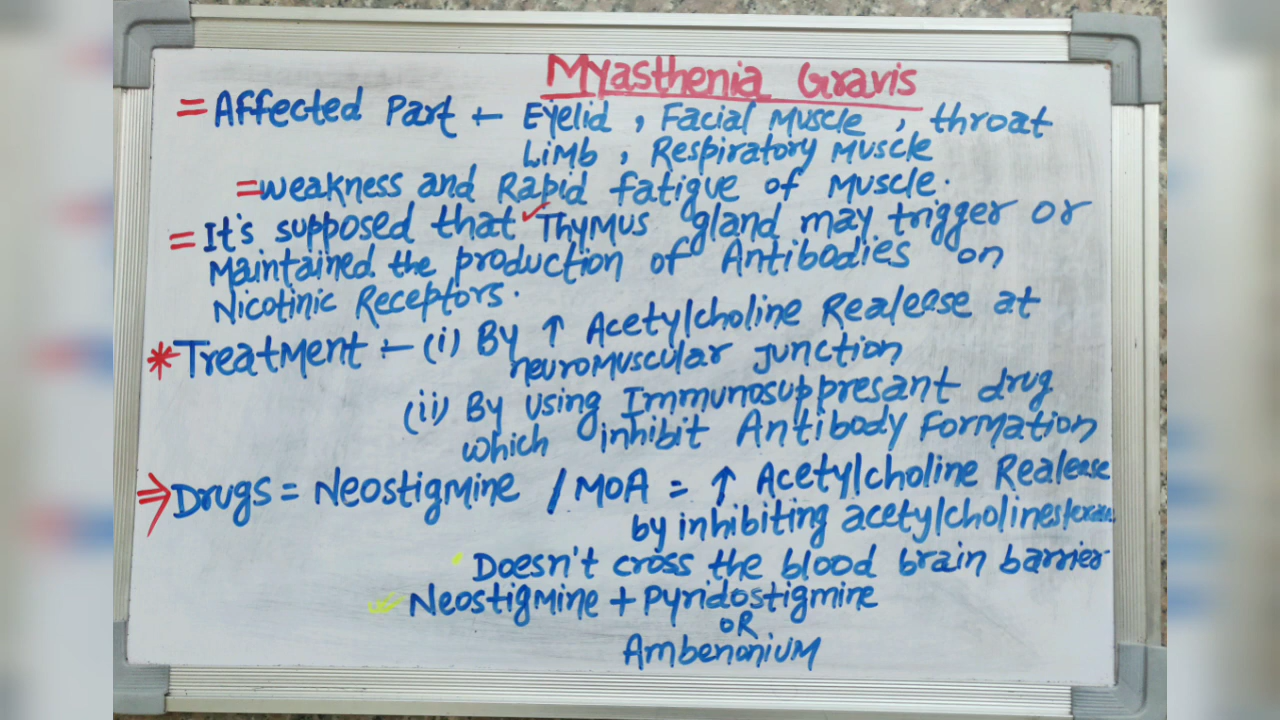 Myasthenia Gravis
= Affected Part ← Eyelid , Facial Muscle , throat
Limb , Respiratory Muscle
= weakness and Rapid fatigue of Muscle.
= It's supposed that ✓ Thymus gland may trigger or
Maintained the production of Antibodies on
Nicotinic Receptors.
* Treatment ← (i) By ↑ Acetylcholine Realease at
neuromuscular junction
(ii) By using Immunosuppresant drug
which inhibit Antibody Formation
⇒ Drugs = Neostigmine / MOA = ↑ Acetylcholine Realease
by inhibiting
Doesn't cross the blood brain barrier
✓ Neostigmine + Pyridostigmine
OR
Ambenonium